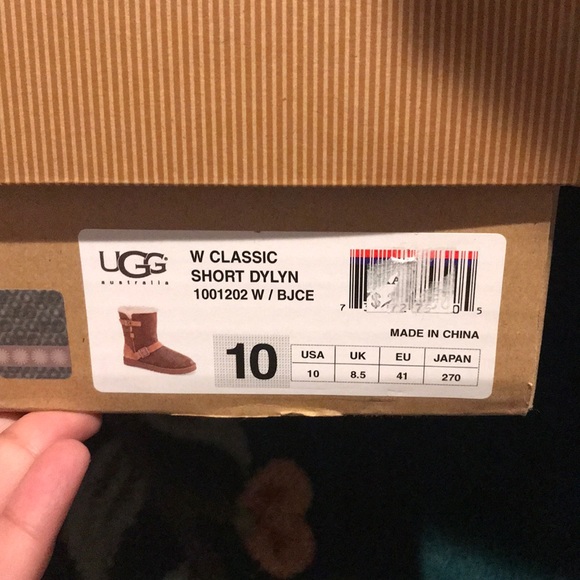 UGG
australia
W CLASSIC
SHORT DYLYN
1001202 W / BJCE
MADE IN CHINA
10
USA UK EU JAPAN
10 8.5 41 270